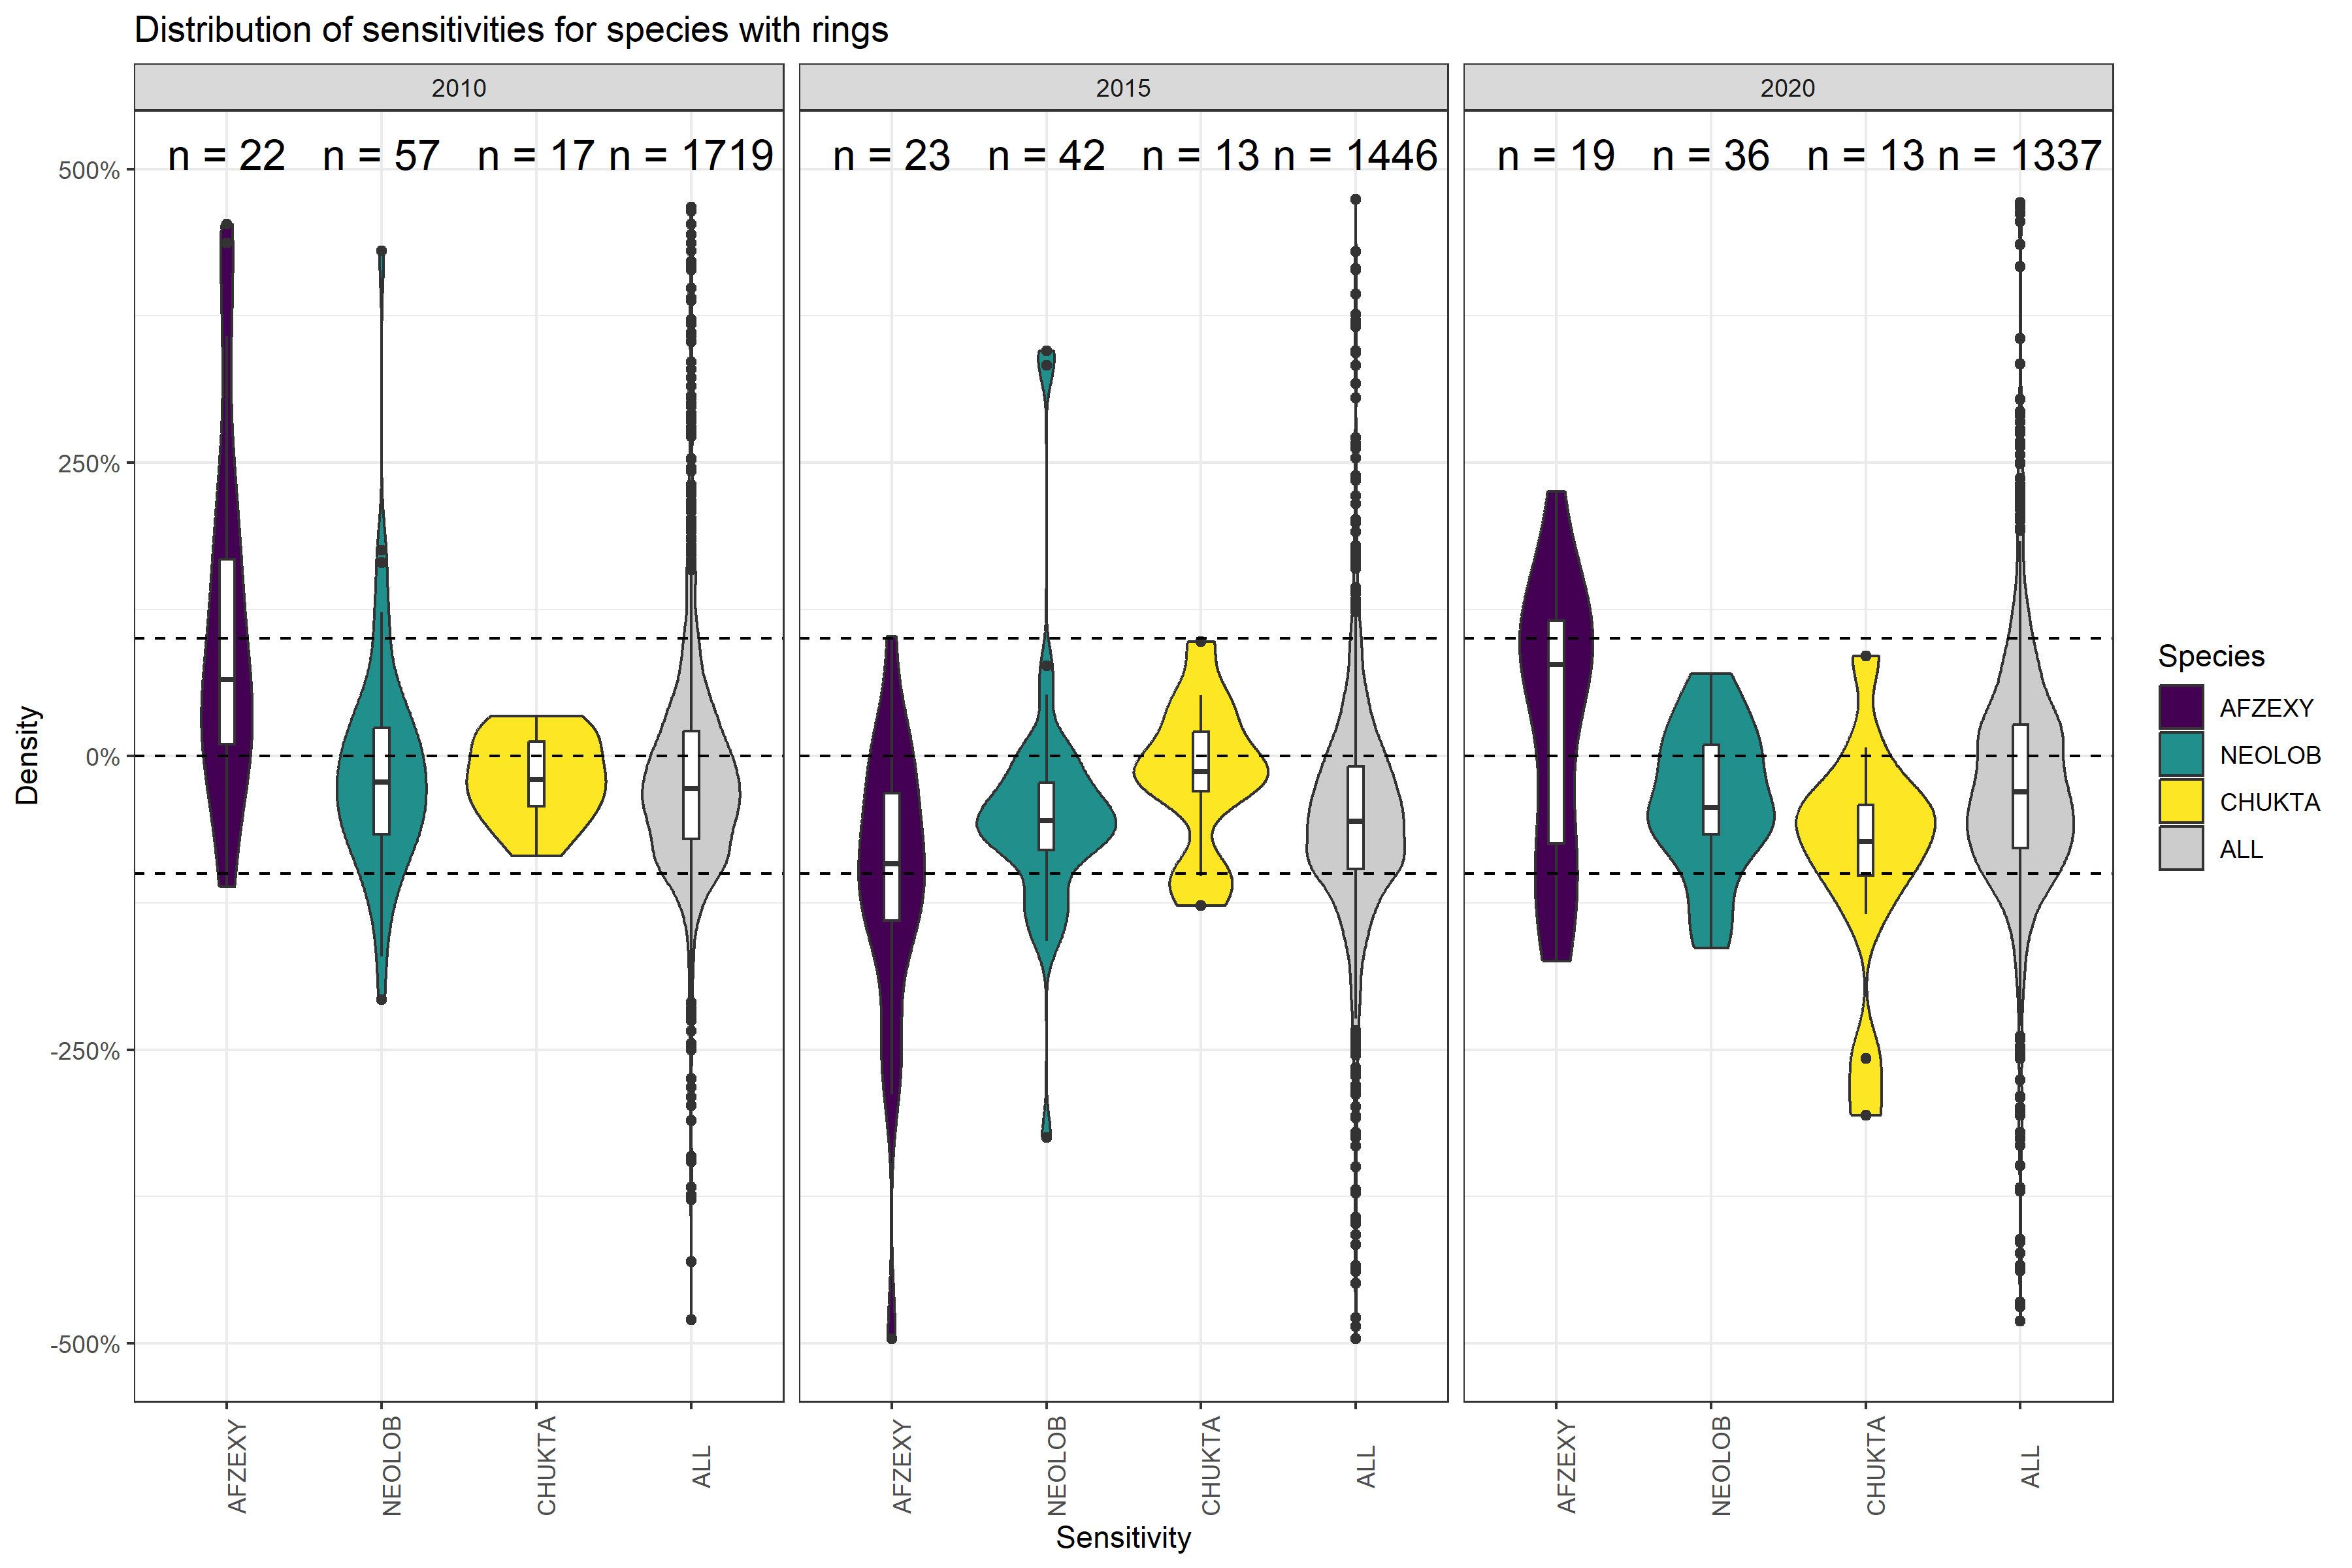 Distribution of sensitivities for species with rings
2010
2015
2020
n = 22
n = 57
n = 17
n = 1719
n = 23
n = 42
n = 13
n = 1446
n = 19
n = 36
n = 13
n = 1337
500%
250%
0%
-250%
-500%
Density
AFZEXY
NEOLOB
CHUKTA
ALL
AFZEXY
NEOLOB
CHUKTA
ALL
AFZEXY
NEOLOB
CHUKTA
ALL
Sensitivity
Species
AFZEXY
NEOLOB
CHUKTA
ALL